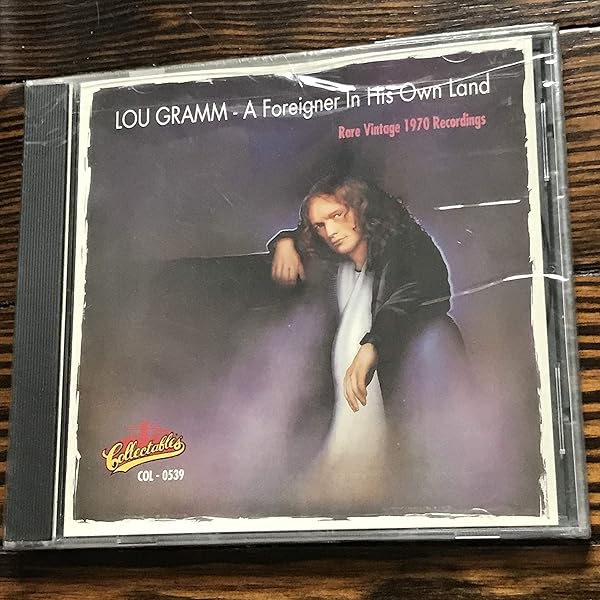 LOU GRAMM - A Foreigner In His Own Land
Rare Vintage 1970 Recordings
Collectables
COL - 0539